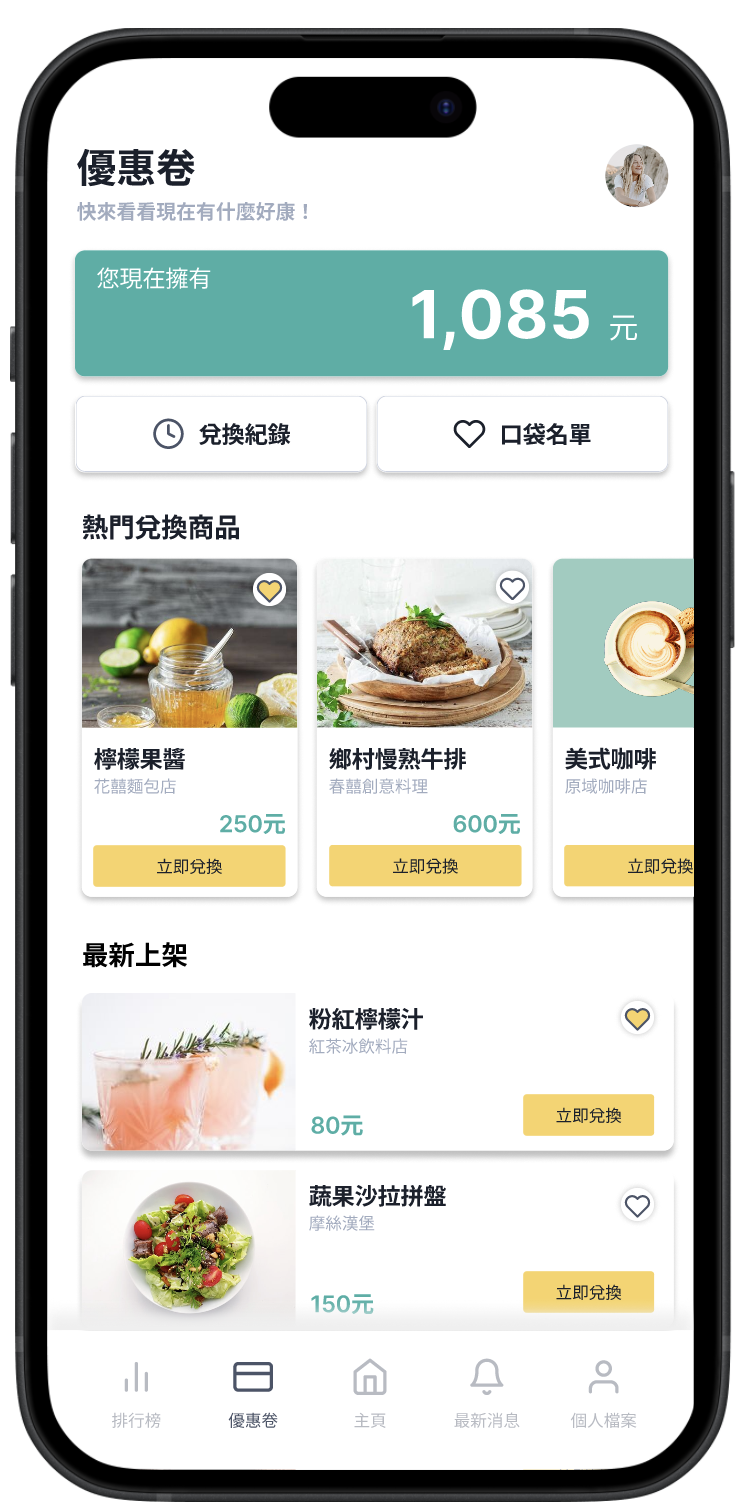 優惠卷
快來看看現在有什麼好康！
您現在擁有
1,085 元
兌換紀錄
口袋名單
熱門兌換商品
檸檬果醬
花囍麵包店
250元
立即兌換
鄉村慢熟牛排
春囍創意料理
600元
立即兌換
美式咖啡
原域咖啡店
立即兌換
最新上架
粉紅檸檬汁
紅茶冰飲料店
80元
立即兌換
蔬果沙拉拼盤
摩絲漢堡
150元
立即兌換
排行榜
優惠卷
主頁
最新消息
個人檔案